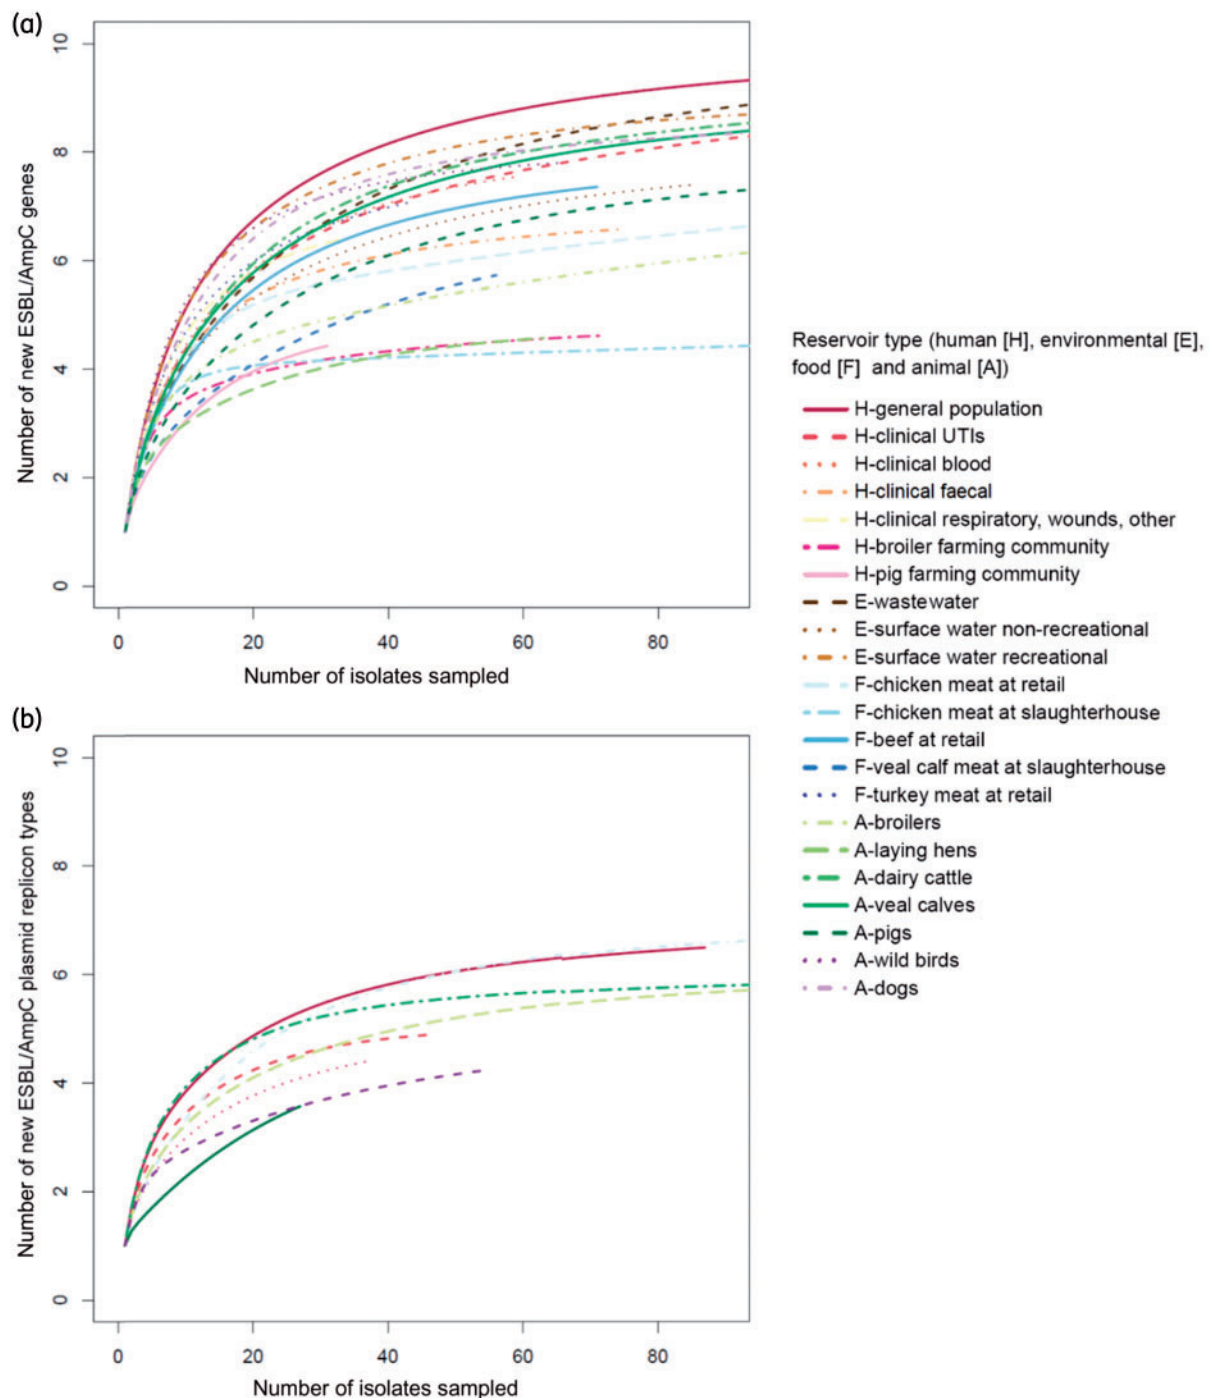 (a)
10
8
6
4
2
0
Number of new ESBL/AmpC genes
0 20 40 60 80
Number of isolates sampled
(b)
10
8
6
4
2
0
Number of new ESBL/AmpC plasmid replicon types
0 20 40 60 80
Number of isolates sampled
Reservoir type (human [H], environmental [E],
food [F] and animal [A])
H-general population
H-clinical UTIs
H-clinical blood
H-clinical faecal
H-clinical respiratory, wounds, other
H-broiler farming community
H-pig farming community
E-wastewater
E-surface water non-recreational
E-surface water recreational
F-chicken meat at retail
F-chicken meat at slaughterhouse
F-beef at retail
F-veal calf meat at slaughterhouse
F-turkey meat at retail
A-broilers
A-laying hens
A-dairy cattle
A-veal calves
A-pigs
A-wild birds
A-dogs